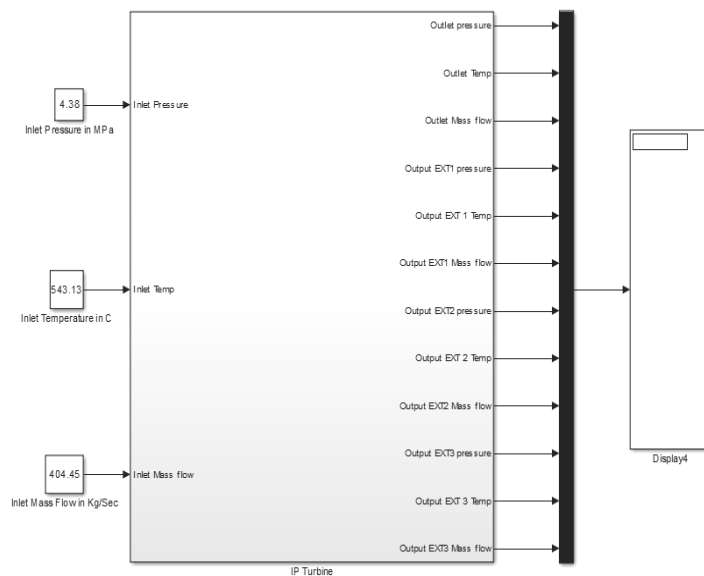 Outlet pressure
Outlet Temp
4.38
Inlet Pressure
Outlet Mass flow
Inlet Pressure in MPa
Output EXT1 pressure
Output EXT 1 Temp
Output EXT1 Mass flow
543.13
Inlet Temp
Output EXT2 pressure
Inlet Temperature in C
Output EXT 2 Temp
Output EXT2 Mass flow
Output EXT3 pressure
Display4
404.45
Inlet Mass flow
Output EXT 3 Temp
Inlet Mass Flow in Kg/Sec
Output EXT3 Mass flow
IP Turbine